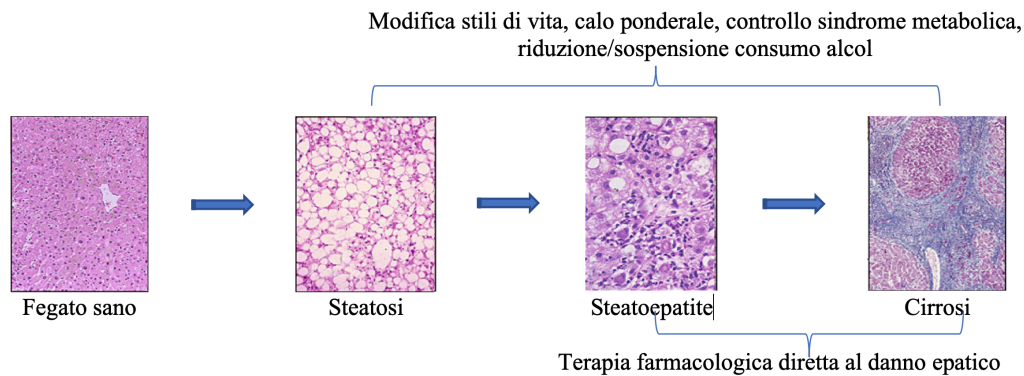 Modifica stili di vita, calo ponderale, controllo sindrome metabolica,
riduzione/sospensione consumo alcol
Fegato sano
Steatosi
Steatoepatite
Cirrosi
Terapia farmacologica diretta al danno epatico